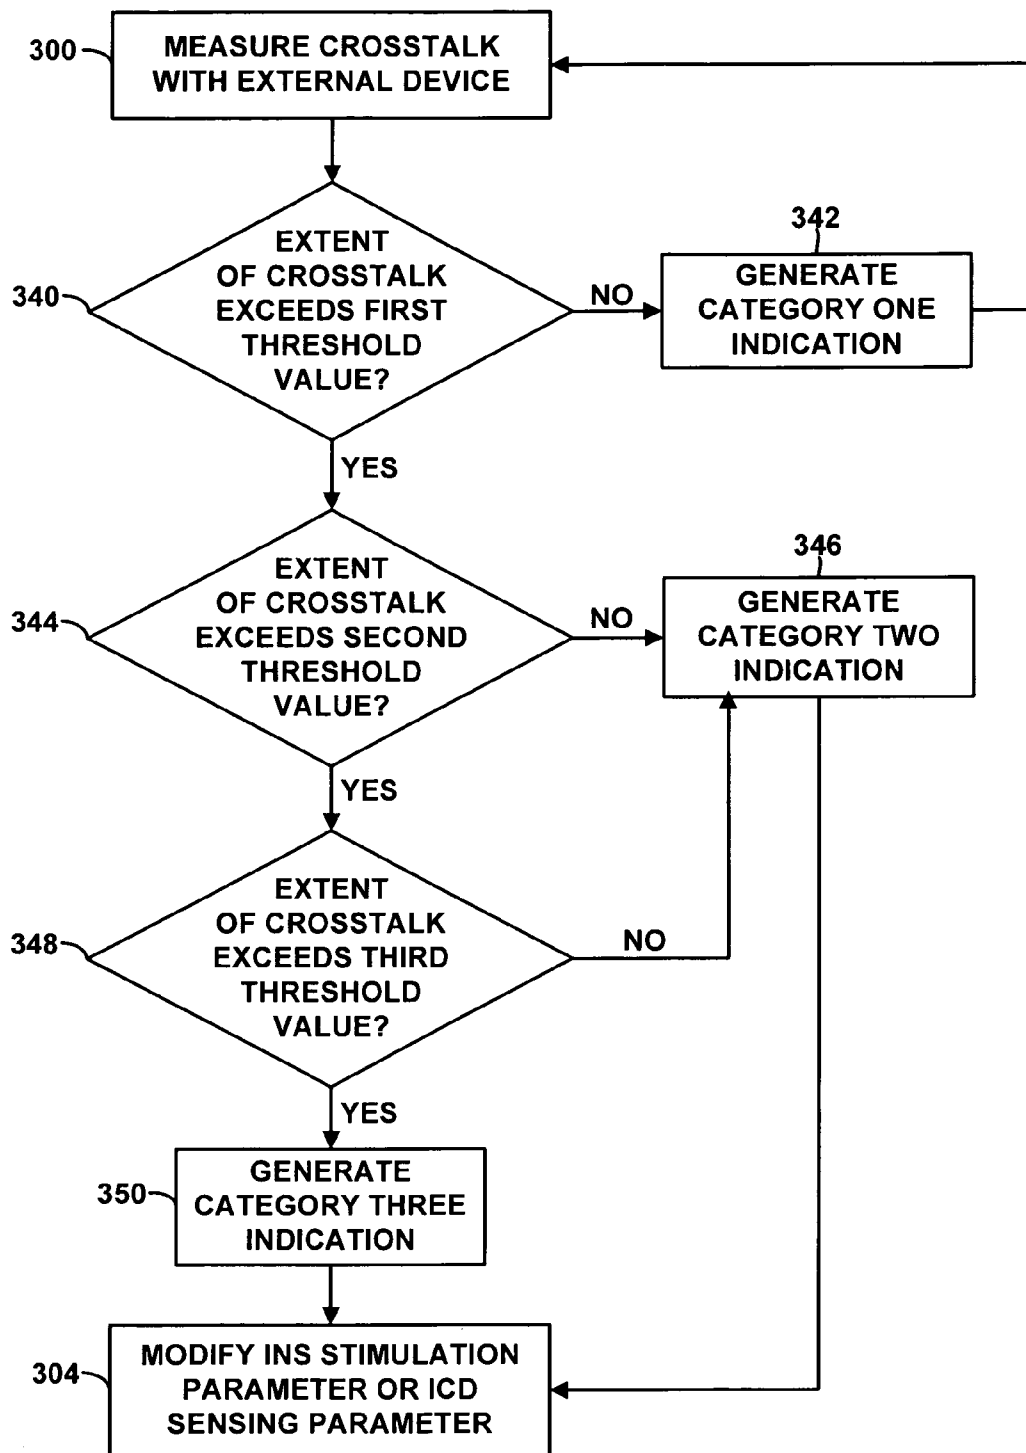 300
MEASURE CROSSTALK
WITH EXTERNAL DEVICE
340
EXTENT
OF CROSSTALK
EXCEEDS FIRST
THRESHOLD
VALUE?
NO
342
GENERATE
CATEGORY ONE
INDICATION
YES
344
EXTENT
OF CROSSTALK
EXCEEDS SECOND
THRESHOLD
VALUE?
NO
346
GENERATE
CATEGORY TWO
INDICATION
YES
348
EXTENT
OF CROSSTALK
EXCEEDS THIRD
THRESHOLD
VALUE?
NO
YES
350
GENERATE
CATEGORY THREE
INDICATION
304
MODIFY INS STIMULATION
PARAMETER OR ICD
SENSING PARAMETER